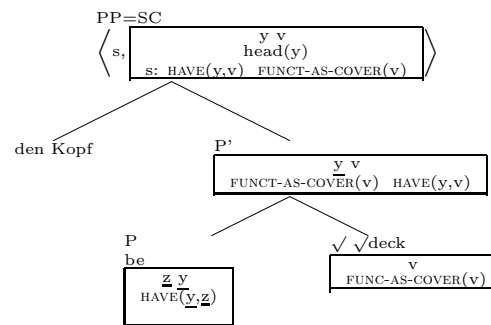 PP=SC
⟨ s, y v ⟩
head(y)
s: HAVE(y,v) FUNCT-AS-COVER(v)
den Kopf
P'
y v
FUNCT-AS-COVER(v) HAVE(y,v)
P
be
z y
HAVE(y,z)
√ √deck
v
FUNC-AS-COVER(v)